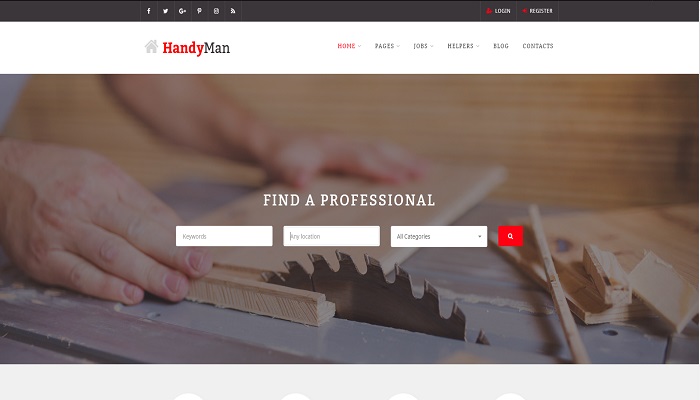 LOGIN
REGISTER
HandyMan
HOME
PAGES
JOBS
HELPERS
BLOG
CONTACTS
FIND A PROFESSIONAL
Keywords
Any location
All Categories